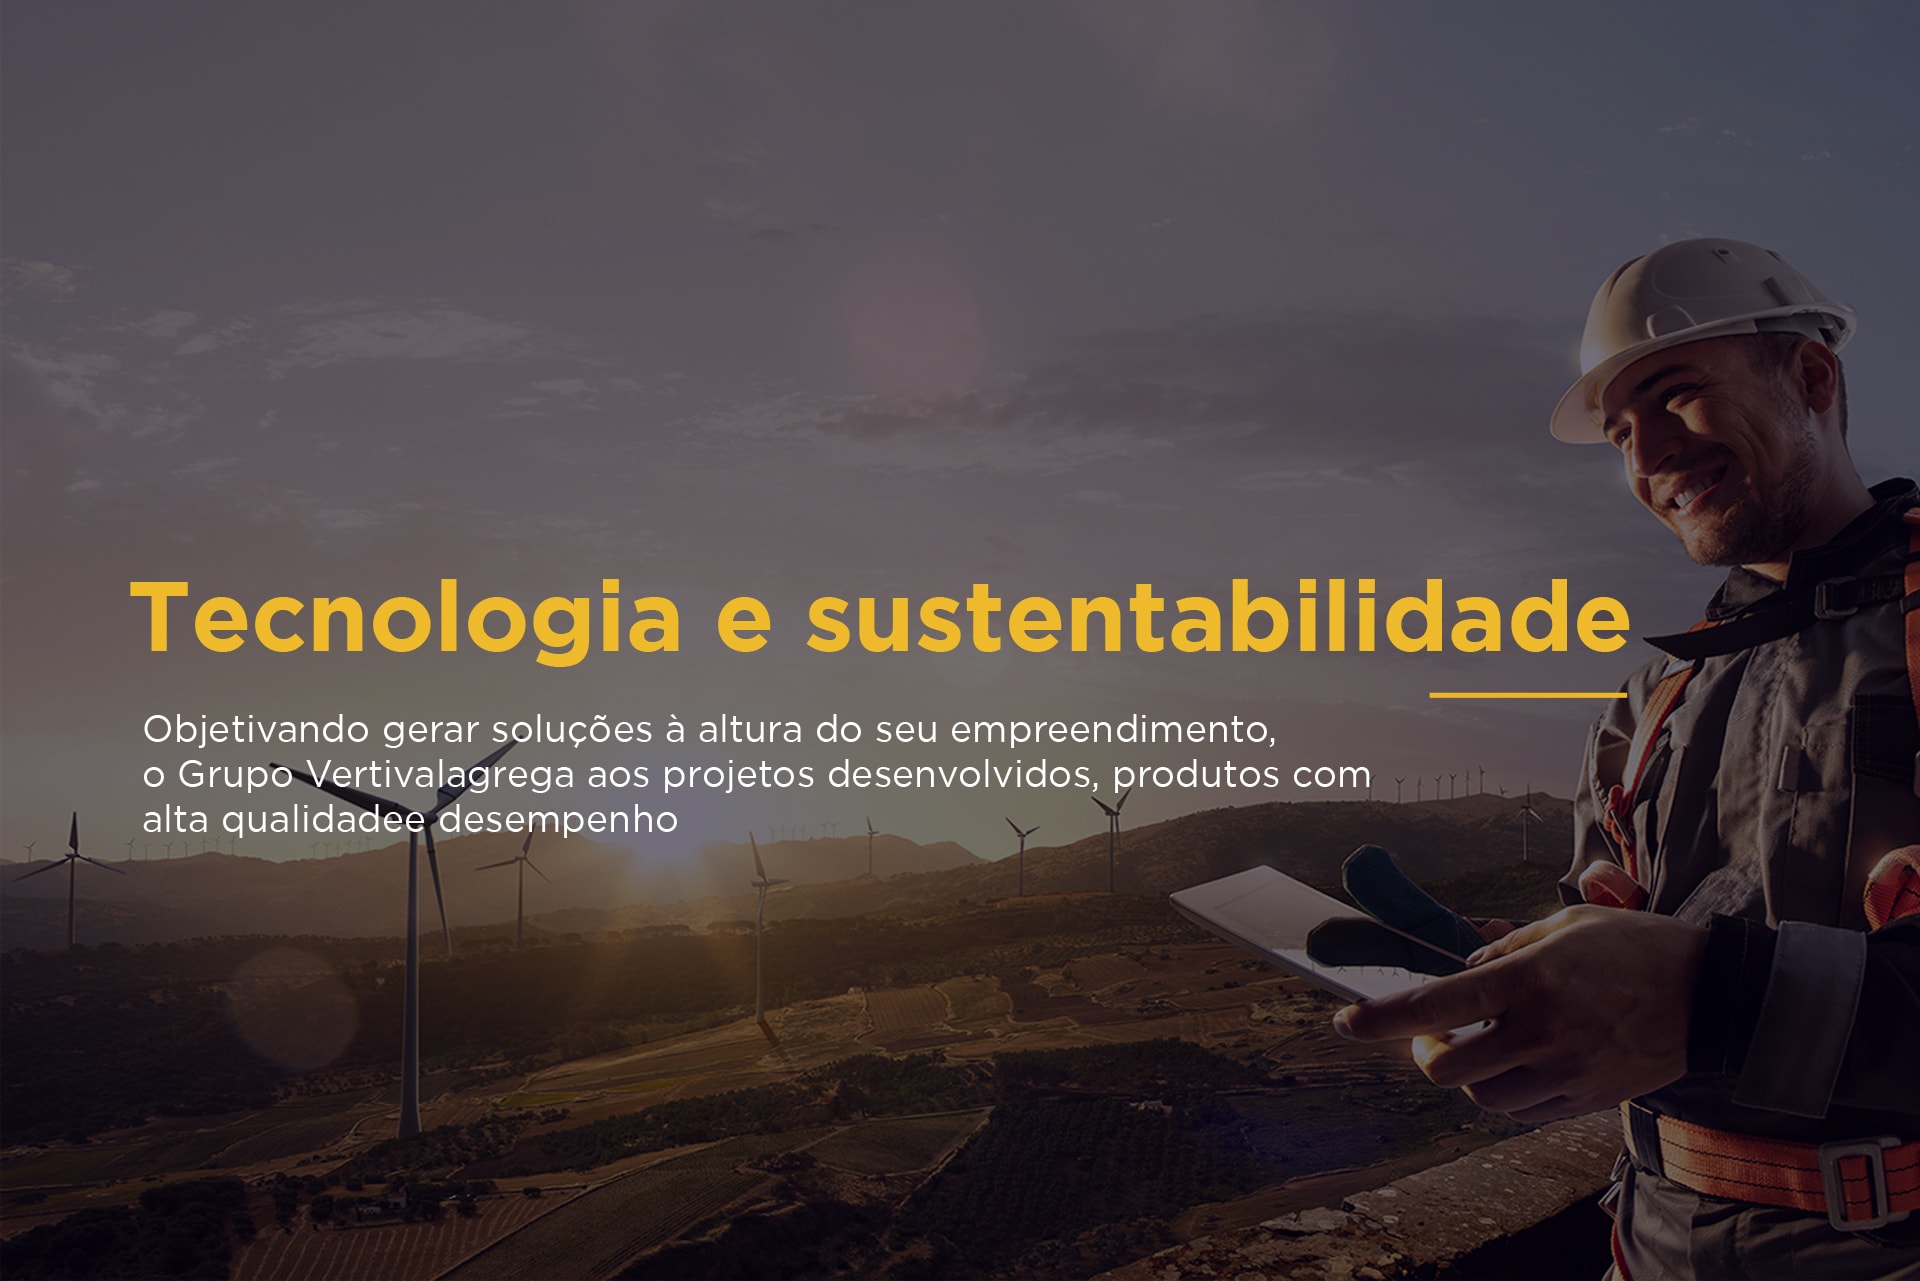 Tecnologia e sustentabilidade
Objetivando gerar soluções à altura do seu empreendimento,
o Grupo Vertivalagrega aos projetos desenvolvidos, produtos com
alta qualidadee desempenho